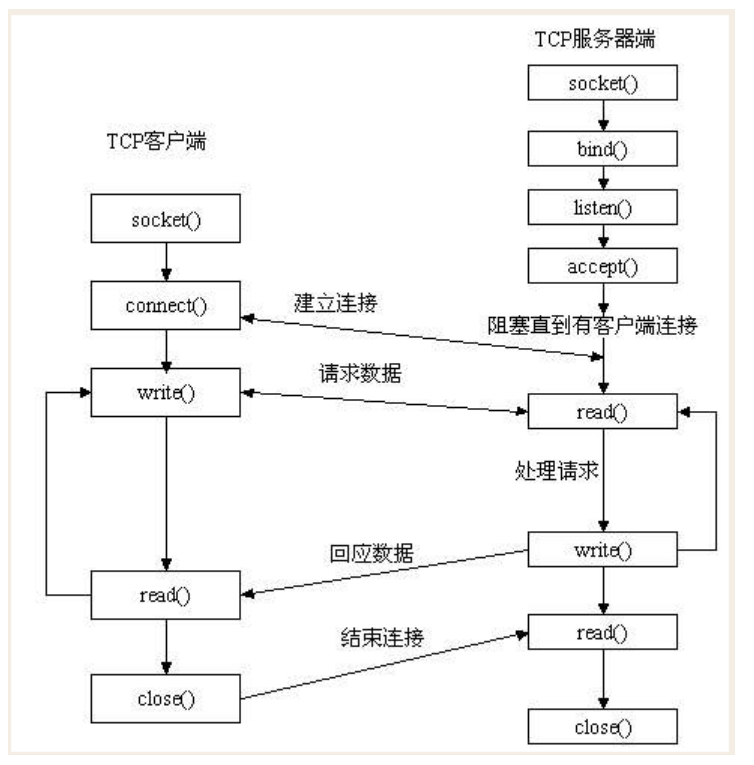 TCP服务器端
socket()
bind()
TCP客户端
listen()
socket()
accept()
connect()
建立连接
阻塞直到有客户端连接
请求数据
write()
read()
处理请求
回应数据
write()
read()
结束连接
read()
close()
close()